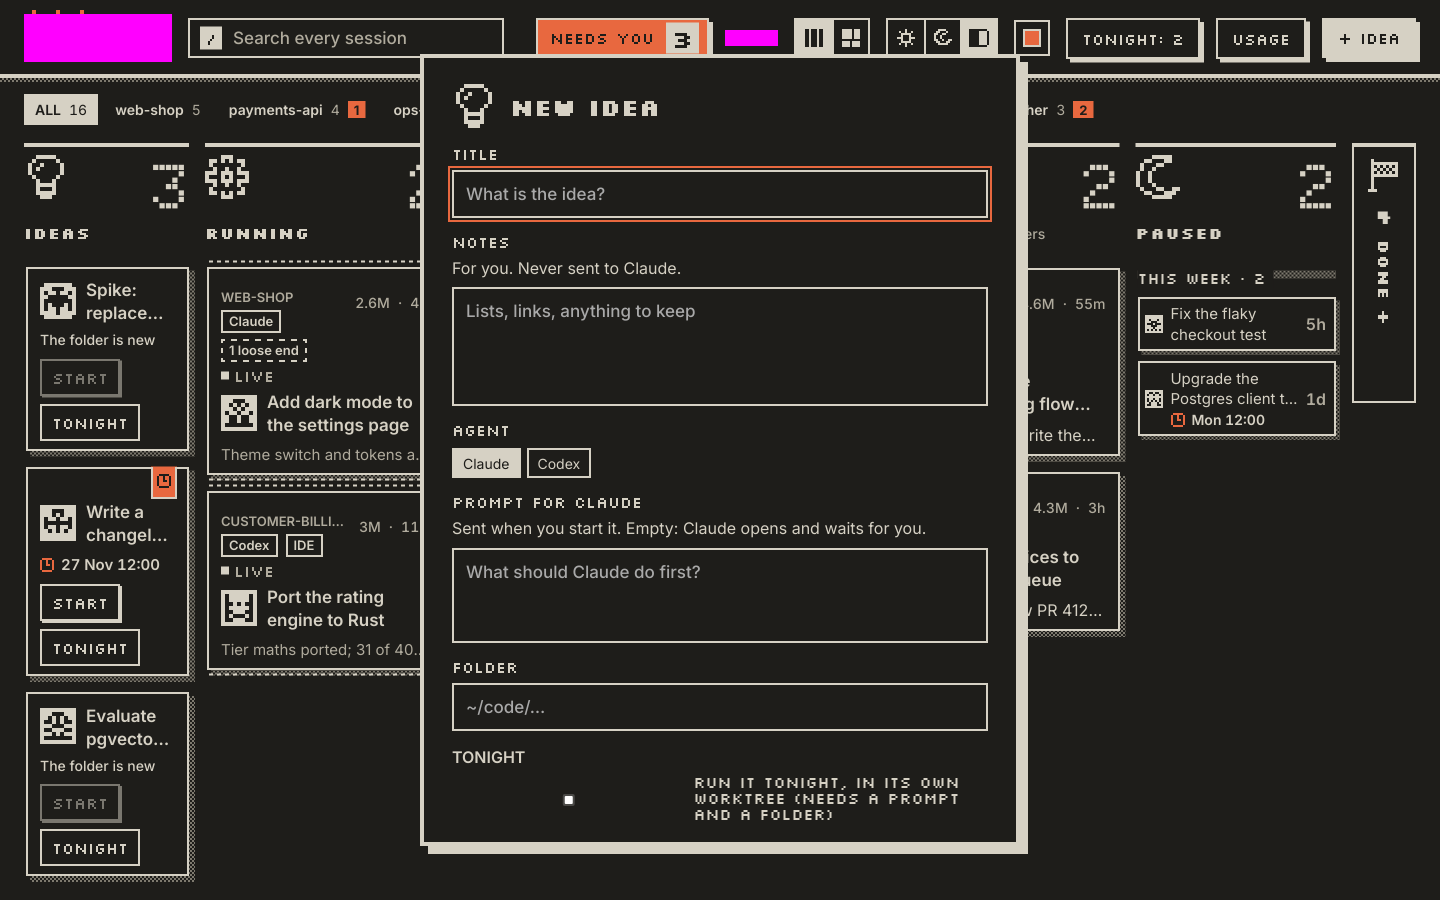 / Search every session
NEEDS YOU 3
TONIGHT: 2
USAGE
+ IDEA
ALL 16
web-shop 5
payments-api 4 1
ops-
her 3 2
3
IDEAS
Spike:
replace...
The folder is new
START
TONIGHT
Write a
changel...
27 Nov 12:00
START
TONIGHT
Evaluate
pgvecto...
The folder is new
START
TONIGHT
RUNNING
WEB-SHOP
2.6M · 4
Claude
1 loose end
LIVE
Add dark mode to
the settings page
Theme switch and tokens a..
CUSTOMER-BILLI...
3M · 11
Codex IDE
LIVE
Port the rating
engine to Rust
Tier maths ported; 31 of 40..
NEW IDEA
TITLE
What is the idea?
NOTES
For you. Never sent to Claude.
Lists, links, anything to keep
AGENT
Claude Codex
PROMPT FOR CLAUDE
Sent when you start it. Empty: Claude opens and waits for you.
What should Claude do first?
FOLDER
~/code/...
TONIGHT
RUN IT TONIGHT, IN ITS OWN
WORKTREE (NEEDS A PROMPT
AND A FOLDER)
2
ers
.6M · 55m
g flow...
rite the...
4.3M · 3h
ices to
ueue
PR 412...
2
PAUSED
THIS WEEK · 2
Fix the flaky
checkout test
5h
Upgrade the
Postgres client t...
1d
Mon 12:00
4 DONE +